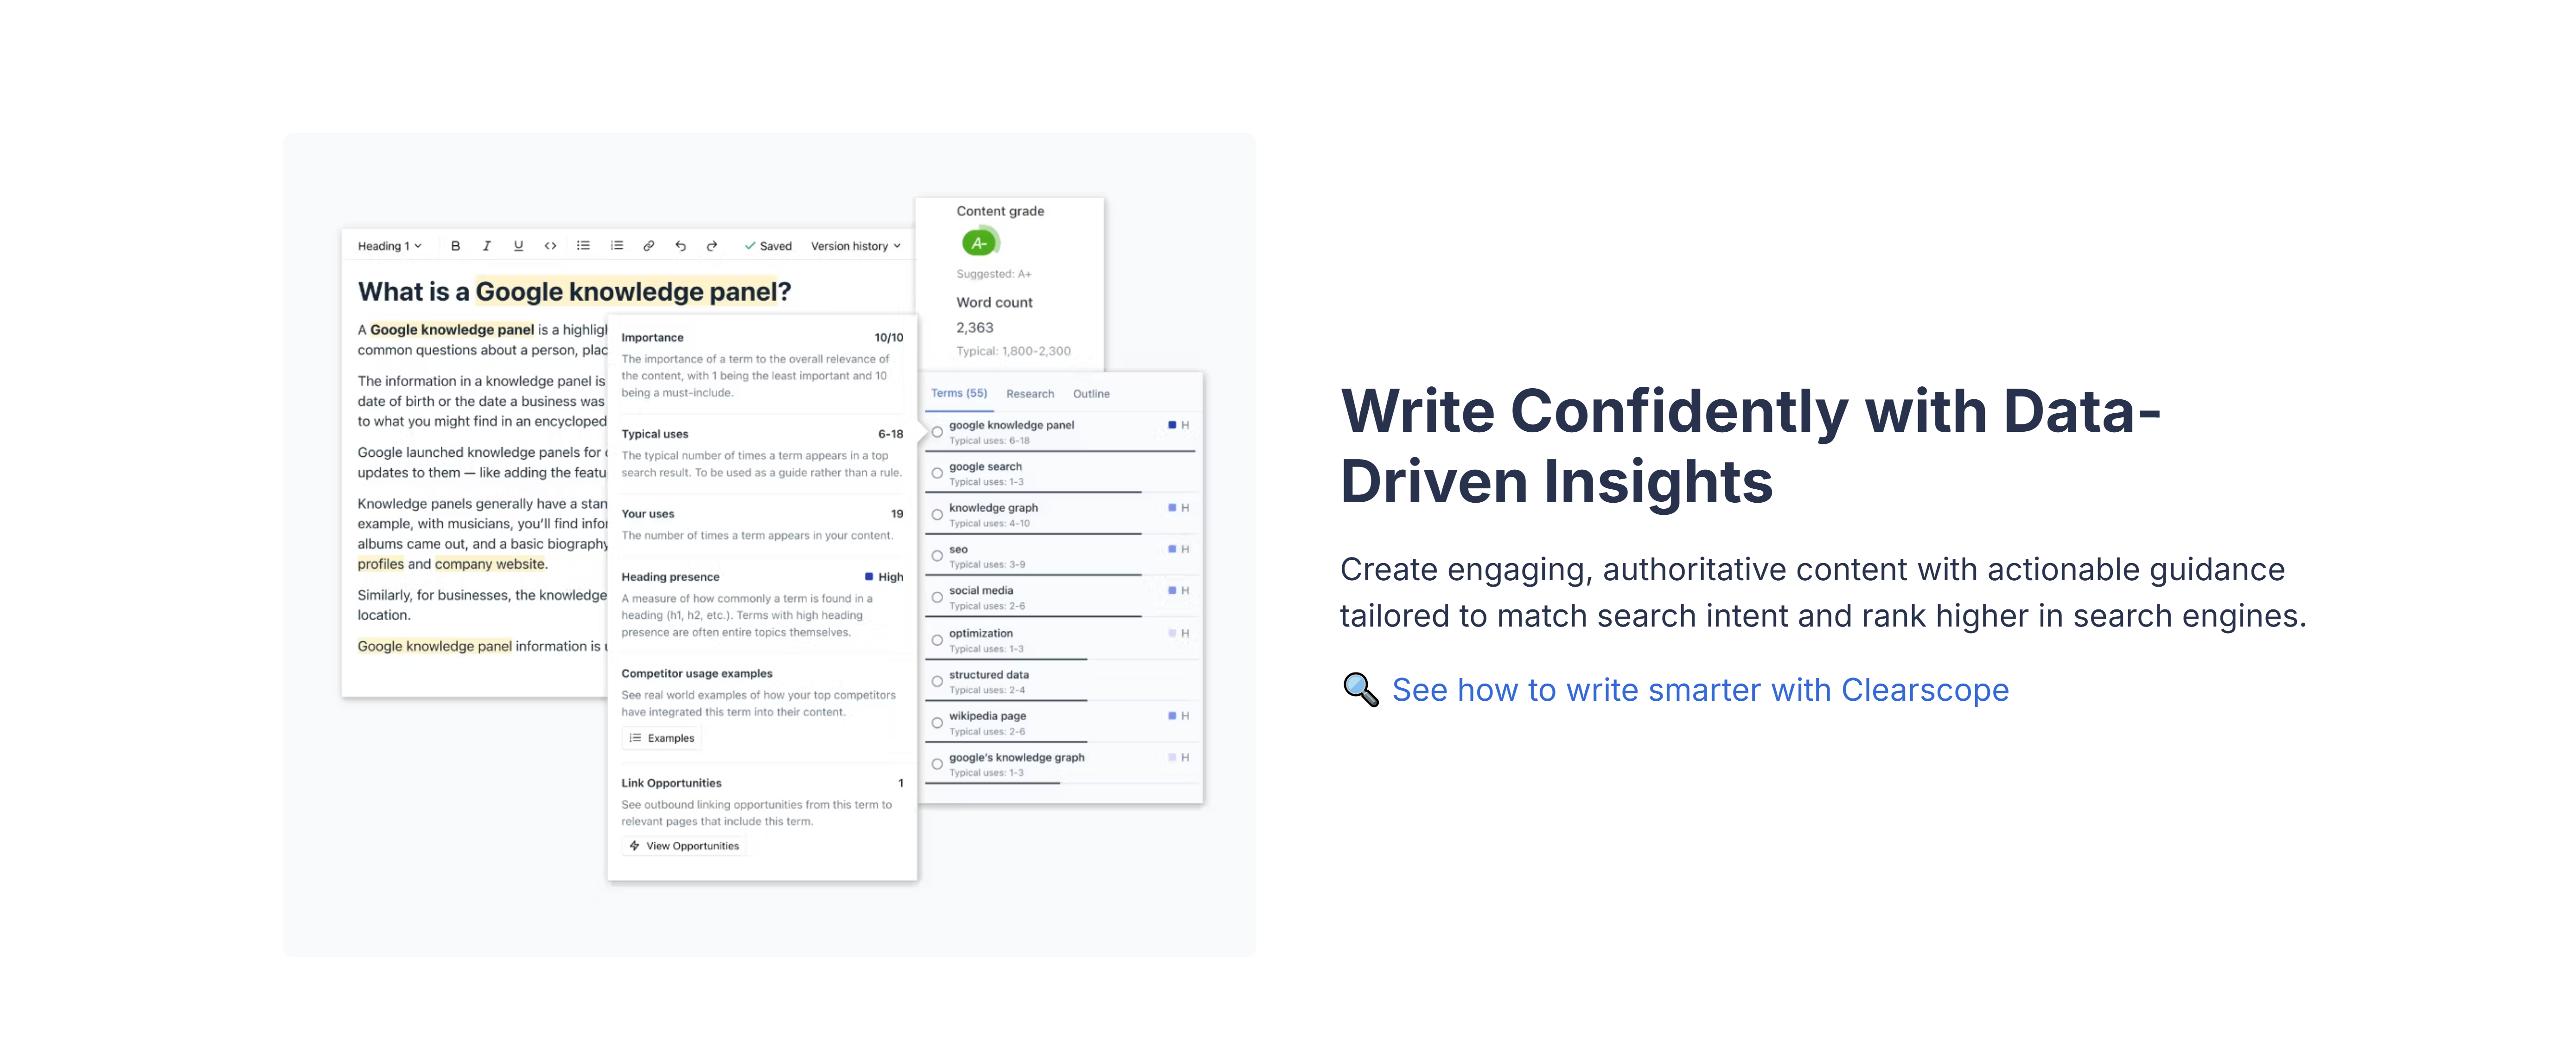 Heading 1
B I U <> Saved Version history
What is a Google knowledge panel?
A Google knowledge panel is a highligh
common questions about a person, plac
The information in a knowledge panel is
date of birth or the date a business was
to what you might find in an encycloped
Google launched knowledge panels for
updates to them — like adding the featu
Knowledge panels generally have a stan
example, with musicians, you'll find infor
albums came out, and a basic biography
profiles and company website.
Similarly, for businesses, the knowledge
location.
Google knowledge panel information is
Importance 10/10
The importance of a term to the overall relevance of
the content, with 1 being the least important and 10
being a must-include.
Typical uses 6-18
The typical number of times a term appears in a top
search result. To be used as a guide rather than a rule.
Your uses 19
The number of times a term appears in your content.
Heading presence High
A measure of how commonly a term is found in a
heading (h1, h2, etc.). Terms with high heading
presence are often entire topics themselves.
Competitor usage examples
See real world examples of how your top competitors
have integrated this term into their content.
Examples
Link Opportunities 1
See outbound linking opportunities from this term to
relevant pages that include this term.
View Opportunities
Content grade
A-
Suggested: A+
Word count
2,363
Typical: 1,800-2,300
Terms (55) Research Outline
google knowledge panel H
Typical uses: 6-18
google search
Typical uses: 1-3
knowledge graph H
Typical uses: 4-10
seo H
Typical uses: 3-9
social media H
Typical uses: 2-6
optimization H
Typical uses: 1-3
structured data
Typical uses: 2-4
wikipedia page H
Typical uses: 2-6
google's knowledge graph H
Typical uses: 1-3
Write Confidently with Data-
Driven Insights
Create engaging, authoritative content with actionable guidance
tailored to match search intent and rank higher in search engines.
See how to write smarter with Clearscope